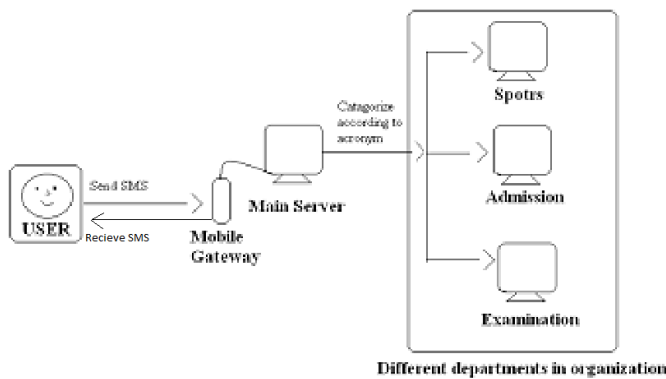 Send SMS
USER
Recieve SMS
Mobile
Gateway
Main Server
Catagorize
according to
acronym
Spotrs
Admission
Examination
Different departments in organization